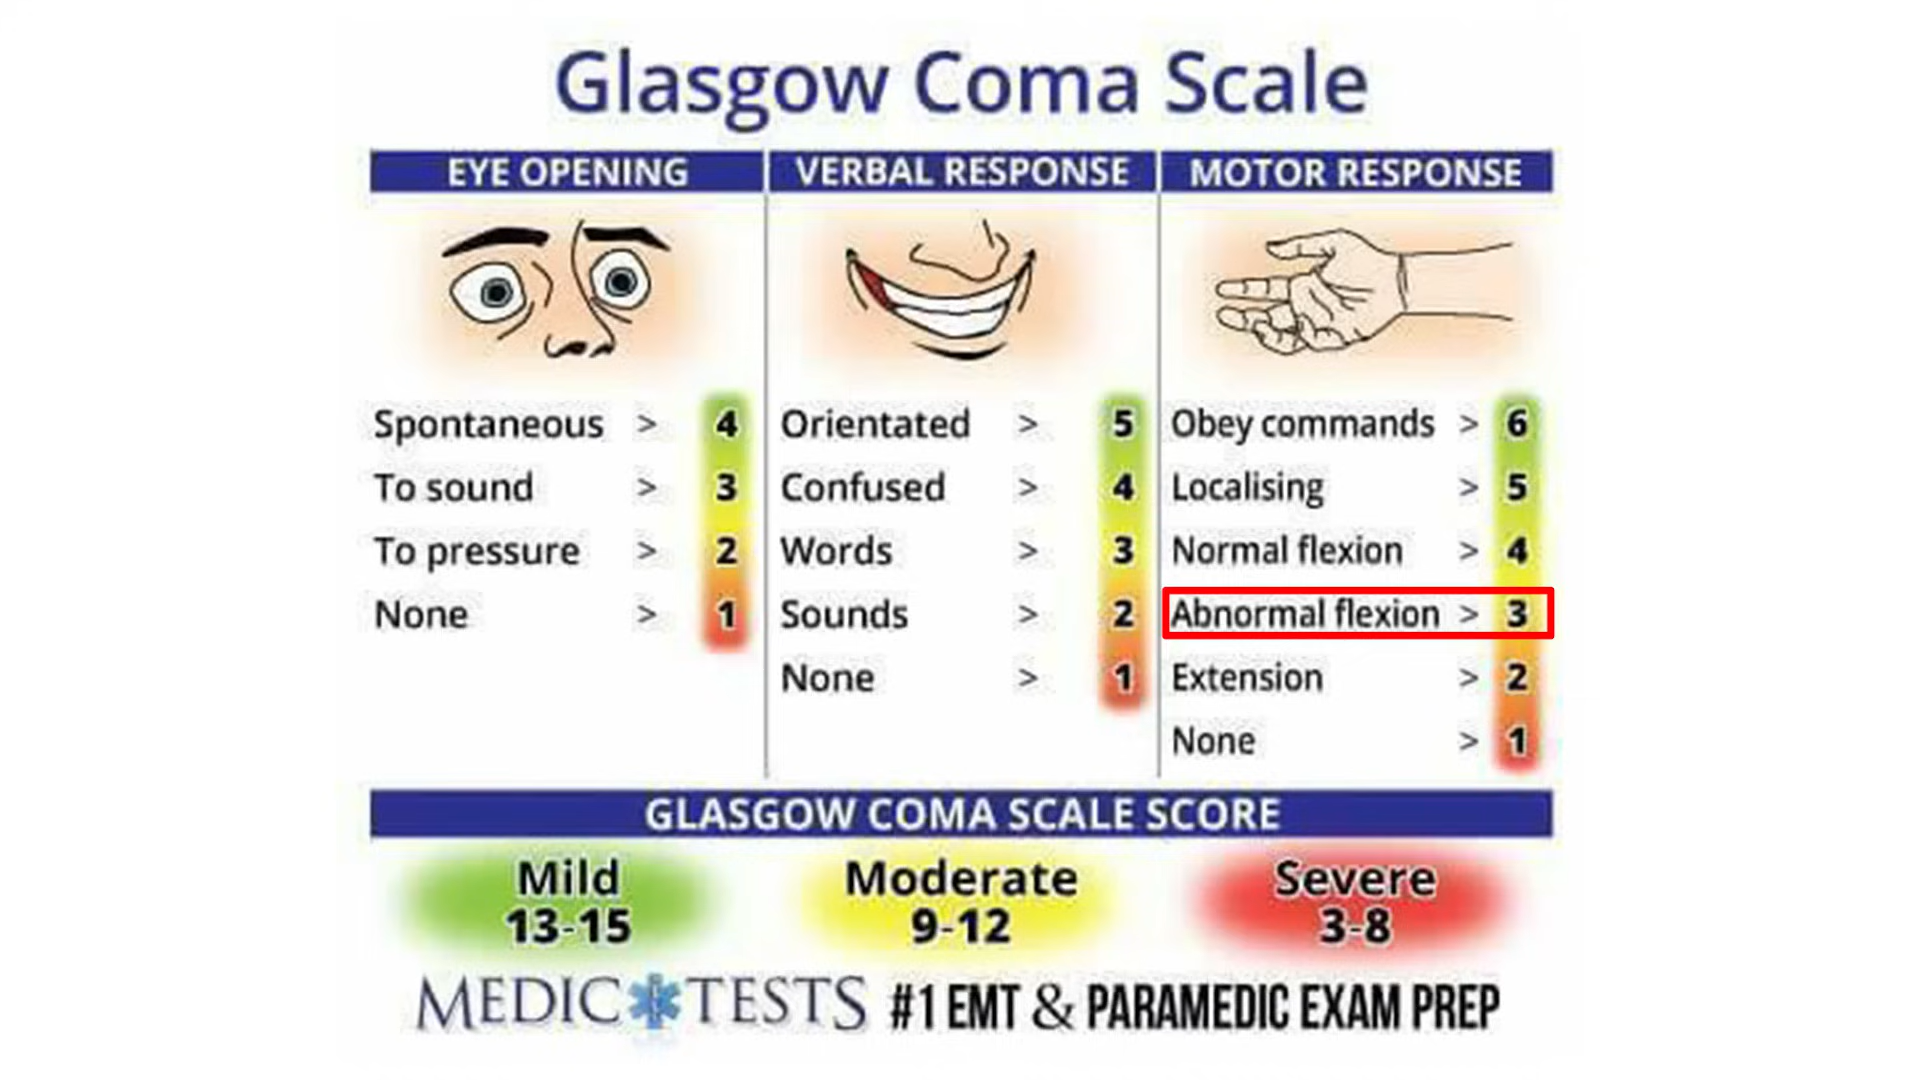 Glasgow Coma Scale
EYE OPENING
Spontaneous > 4
To sound > 3
To pressure > 2
None > 1
VERBAL RESPONSE
Orientated > 5
Confused > 4
Words > 3
Sounds > 2
None > 1
MOTOR RESPONSE
Obey commands > 6
Localising > 5
Normal flexion > 4
Abnormal flexion > 3
Extension > 2
None > 1
GLASGOW COMA SCALE SCORE
Mild
13-15
Moderate
9-12
Severe
3-8
MEDIC TESTS #1 EMT & PARAMEDIC EXAM PREP